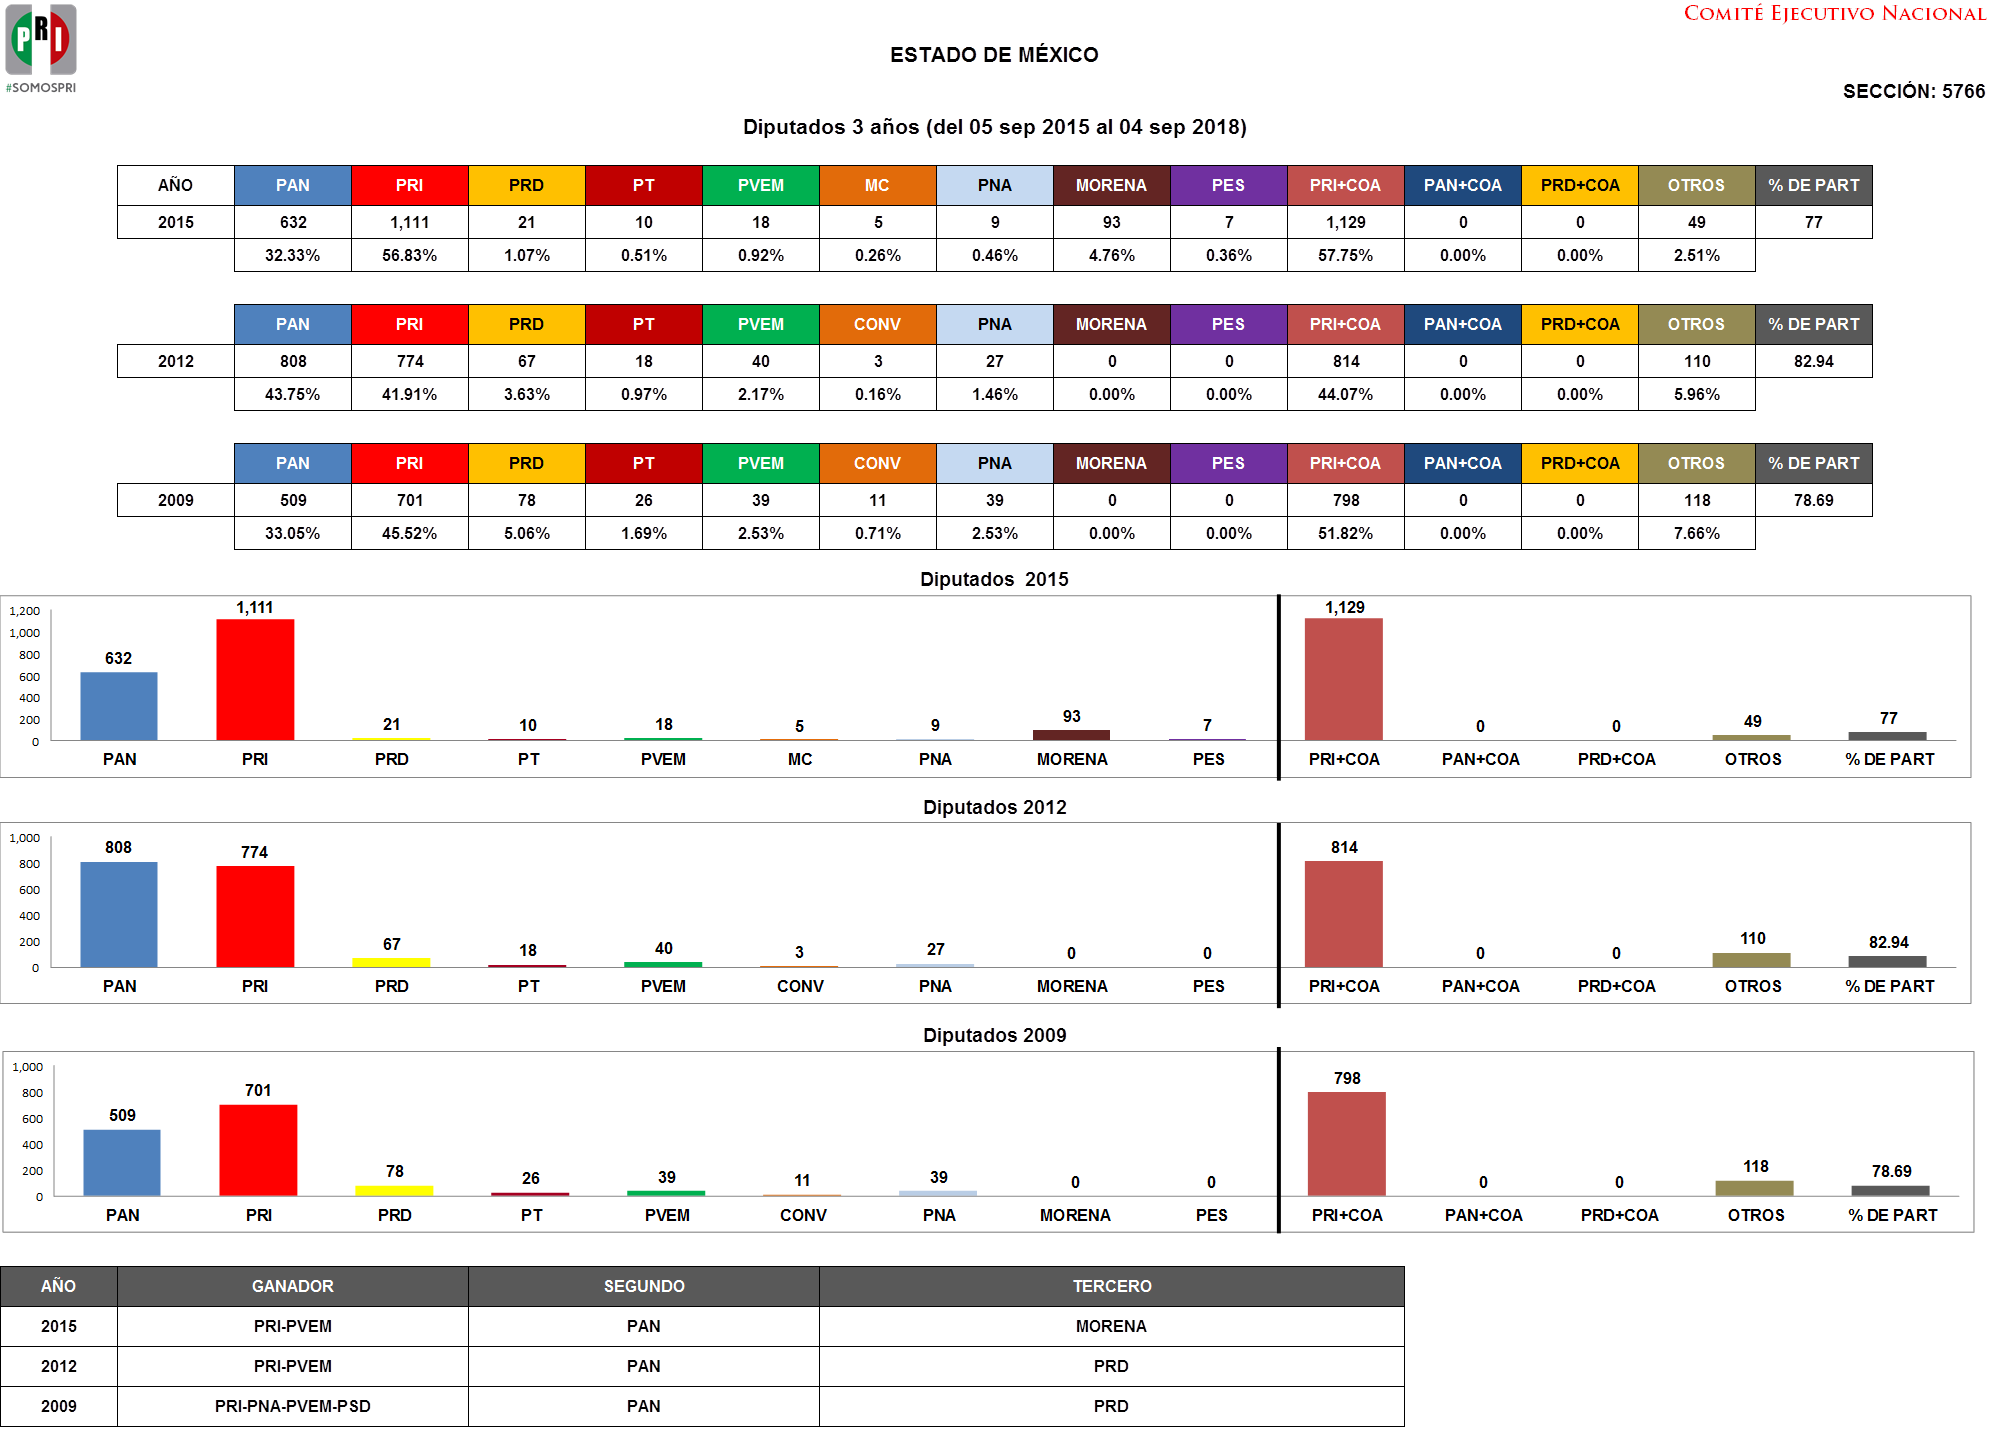 PRI
#SOMOSPRI
COMITÉ EJECUTIVO NACIONAL
ESTADO DE MÉXICO
SECCIÓN: 5766
Diputados 3 años (del 05 sep 2015 al 04 sep 2018)
AÑO PAN PRI PRD PT PVEM MC PNA MORENA PES PRI+COA PAN+COA PRD+COA OTROS % DE PART
2015 632 1,111 21 10 18 5 9 93 7 1,129 0 0 49 77
32.33% 56.83% 1.07% 0.51% 0.92% 0.26% 0.46% 4.76% 0.36% 57.75% 0.00% 0.00% 2.51%
PAN PRI PRD PT PVEM CONV PNA MORENA PES PRI+COA PAN+COA PRD+COA OTROS % DE PART
2012 808 774 67 18 40 3 27 0 0 814 0 0 110 82.94
43.75% 41.91% 3.63% 0.97% 2.17% 0.16% 1.46% 0.00% 0.00% 44.07% 0.00% 0.00% 5.96%
PAN PRI PRD PT PVEM CONV PNA MORENA PES PRI+COA PAN+COA PRD+COA OTROS % DE PART
2009 509 701 78 26 39 11 39 0 0 798 0 0 118 78.69
33.05% 45.52% 5.06% 1.69% 2.53% 0.71% 2.53% 0.00% 0.00% 51.82% 0.00% 0.00% 7.66%
Diputados 2015
1,200
1,000
800
600
400
200
0
632 1,111 21 10 18 5 9 93 7 1,129 0 0 49 77
PAN PRI PRD PT PVEM MC PNA MORENA PES PRI+COA PAN+COA PRD+COA OTROS % DE PART
Diputados 2012
1,000
800
600
400
200
0
808 774 67 18 40 3 27 0 0 814 0 0 110 82.94
PAN PRI PRD PT PVEM CONV PNA MORENA PES PRI+COA PAN+COA PRD+COA OTROS % DE PART
Diputados 2009
1,000
800
600
400
200
0
509 701 78 26 39 11 39 0 0 798 0 0 118 78.69
PAN PRI PRD PT PVEM CONV PNA MORENA PES PRI+COA PAN+COA PRD+COA OTROS % DE PART
AÑO GANADOR SEGUNDO TERCERO
2015 PRI-PVEM PAN MORENA
2012 PRI-PVEM PAN PRD
2009 PRI-PNA-PVEM-PSD PAN PRD